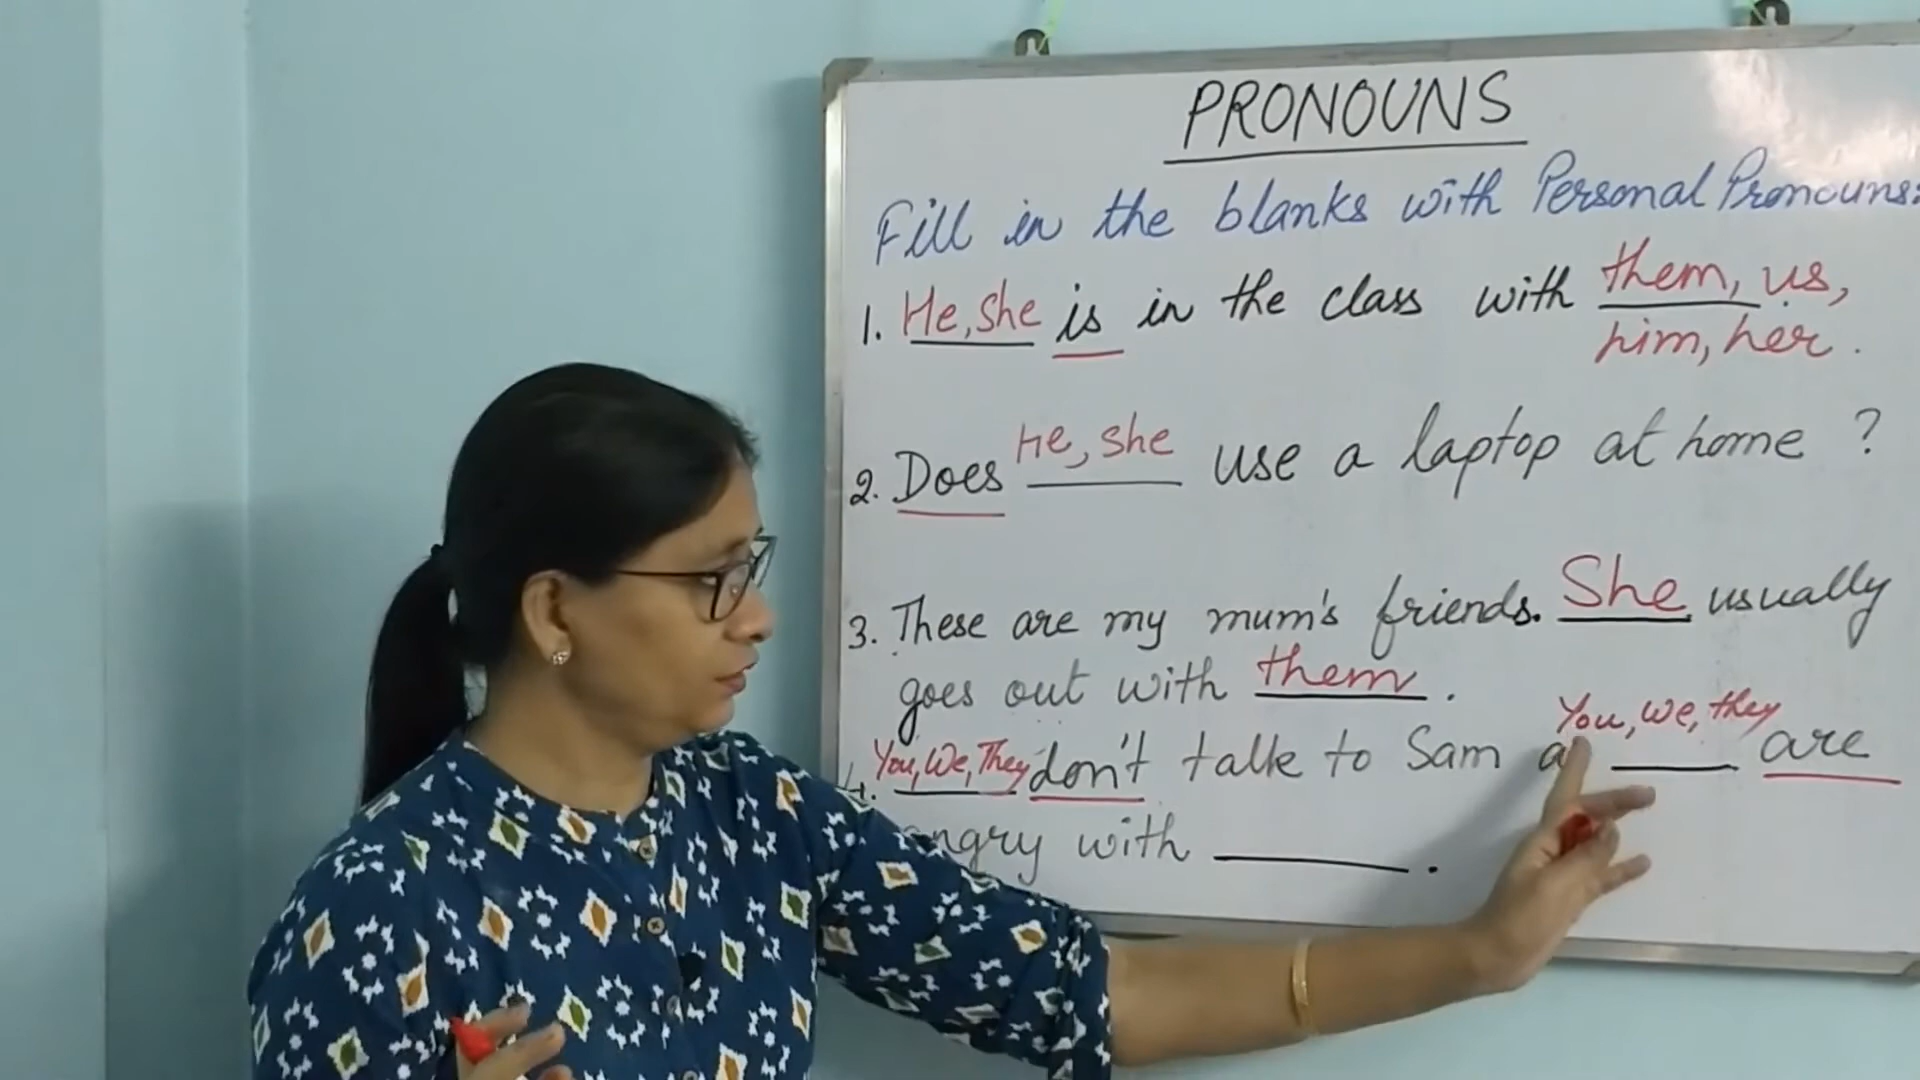 PRONOUNS
Fill in the blanks with Personal Pronouns:
1. He, she is in the class with them, us,
him, her.
2. Does He, she use a laptop at home ?
3. These are my mum's friends. She usually
goes out with them.
4. You, We, They don't talk to Sam You, we, they are
with ______.